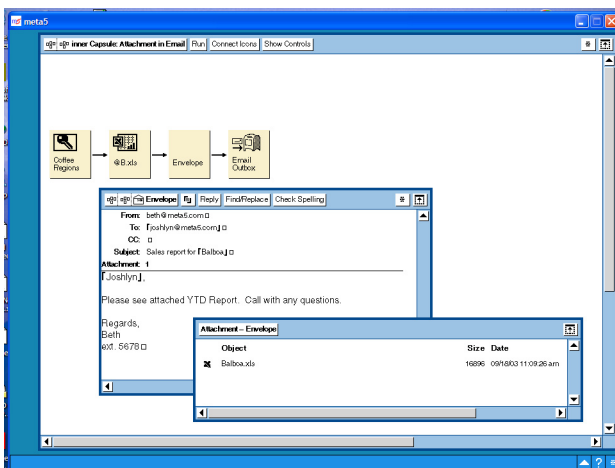 meta5
inner Capsule: Attachment in Email Run Connect Icons Show Controls
Coffee Regions
@B.xls
Envelope
Email Outbox
Envelope Reply Find/Replace Check Spelling
From: beth@meta5.com
To: ⌈joshlyn@meta5.com⌋
CC:
Subject: Sales report for ⌈Balboa⌋
Attachment: 1
⌈Joshlyn⌋,
Please see attached YTD Report. Call with any questions.
Regards,
Beth
ext. 5678
Attachment – Envelope
Object Size Date
Balboa.xls 16896 09/18/03 11:09:26 am
?